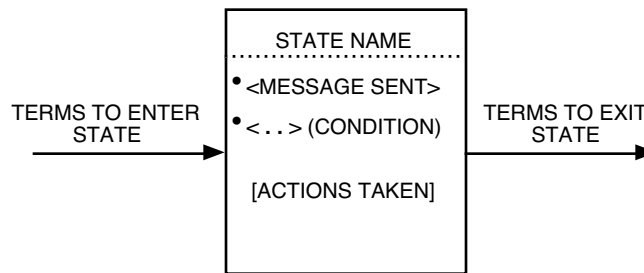 STATE NAME
• <MESSAGE SENT>
• <..> (CONDITION)
[ACTIONS TAKEN]
TERMS TO ENTER
STATE
TERMS TO EXIT
STATE